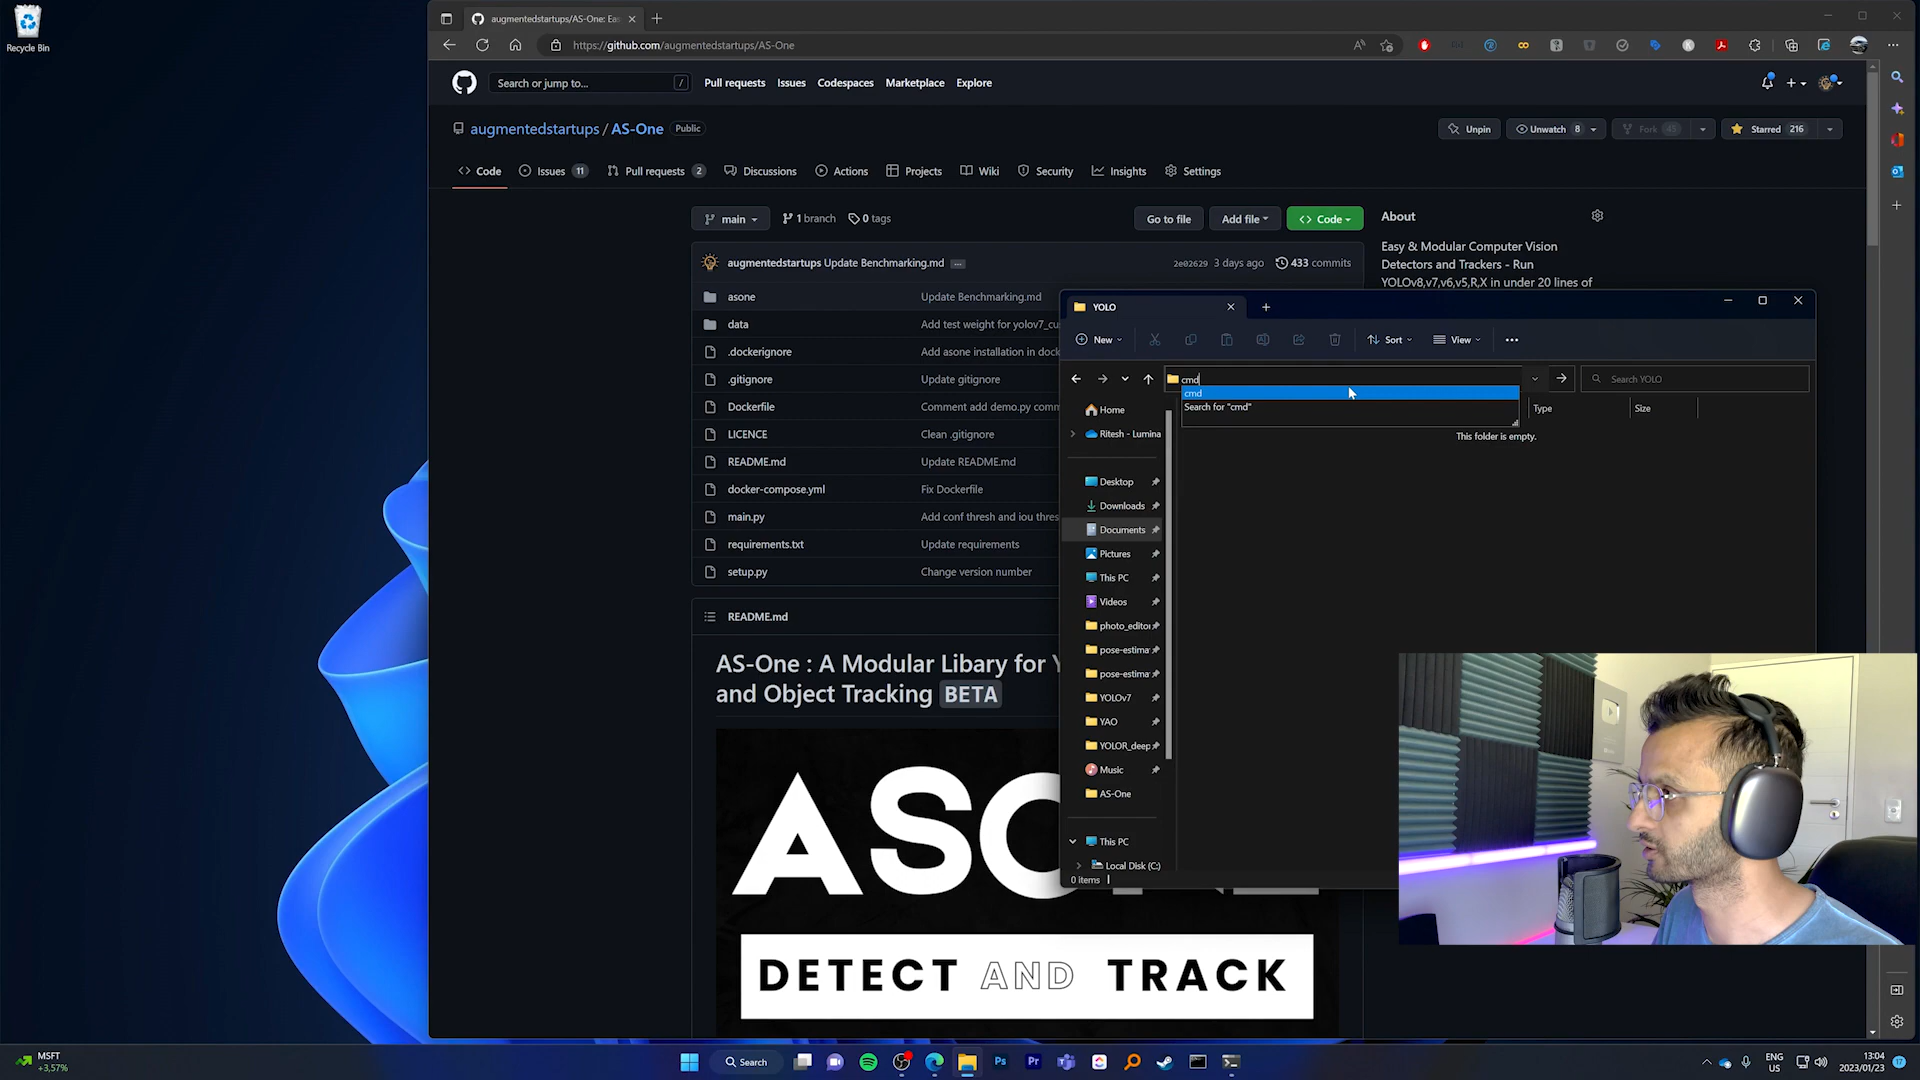 Recycle Bin
augmentedstartups/AS-One: Eas
https://github.com/augmentedstartups/AS-One
Search or jump to...
/
Pull requests
Issues
Codespaces
Marketplace
Explore
augmentedstartups / AS-One
Public
Unpin
Unwatch 8
Fork 45
Starred 216
Code
Issues 11
Pull requests 2
Discussions
Actions
Projects
Wiki
Security
Insights
Settings
main
1 branch
0 tags
Go to file
Add file
Code
About
Easy & Modular Computer Vision
Detectors and Trackers - Run
YOLOv8,v7,v6,v5,R,X in under 20 lines of
augmentedstartups Update Benchmarking.md
2e02629 3 days ago
433 commits
asone
Update Benchmarking.md
data
Add test weight for yolov7_cu
.dockerignore
Add asone installation in dock
.gitignore
Update gitignore
Dockerfile
Comment add demo.py comm
LICENCE
Clean .gitignore
README.md
Update README.md
docker-compose.yml
Fix Dockerfile
main.py
Add conf thresh and iou thres
requirements.txt
Update requirements
setup.py
Change version number
README.md
AS-One : A Modular Libary for Y
and Object Tracking BETA
DETECT AND TRACK
YOLO
New
Sort
View
cmd
Search YOLO
cmd
Search for "cmd"
Type
Size
This folder is empty.
Home
Ritesh - Lumina
Desktop
Downloads
Documents
Pictures
This PC
Videos
photo_editor
pose-estima
pose-estima
YOLOv7
YAO
YOLOR_deep
Music
AS-One
This PC
Local Disk (C:)
0 items
MSFT
+3,57%
Search
Ps
Pr
ENG
US
13:04
2023/01/23
17